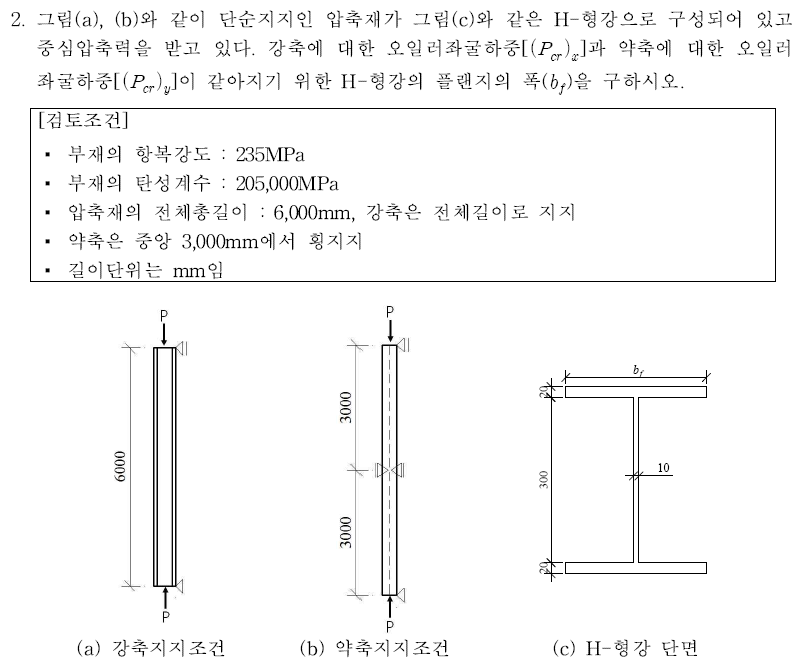 2. 그림(a), (b)와 같이 단순지지인 압축재가 그림(c)와 같은 H-형강으로 구성되어 있고
중심압축력을 받고 있다. 강축에 대한 오일러좌굴하중[(P_cr)_x]과 약축에 대한 오일러
좌굴하중[(P_cr)_y]이 같아지기 위한 H-형강의 플랜지의 폭(b_f)을 구하시오.
[검토조건]
▪ 부재의 항복강도 : 235MPa
▪ 부재의 탄성계수 : 205,000MPa
▪ 압축재의 전체총길이 : 6,000mm, 강축은 전체길이로 지지
▪ 약축은 중앙 3,000mm에서 횡지지
▪ 길이단위는 mm임
P
6000
P
(a) 강축지지조건
P
3000
3000
P
(b) 약축지지조건
b_f
20
300
10
20
(c) H-형강 단면